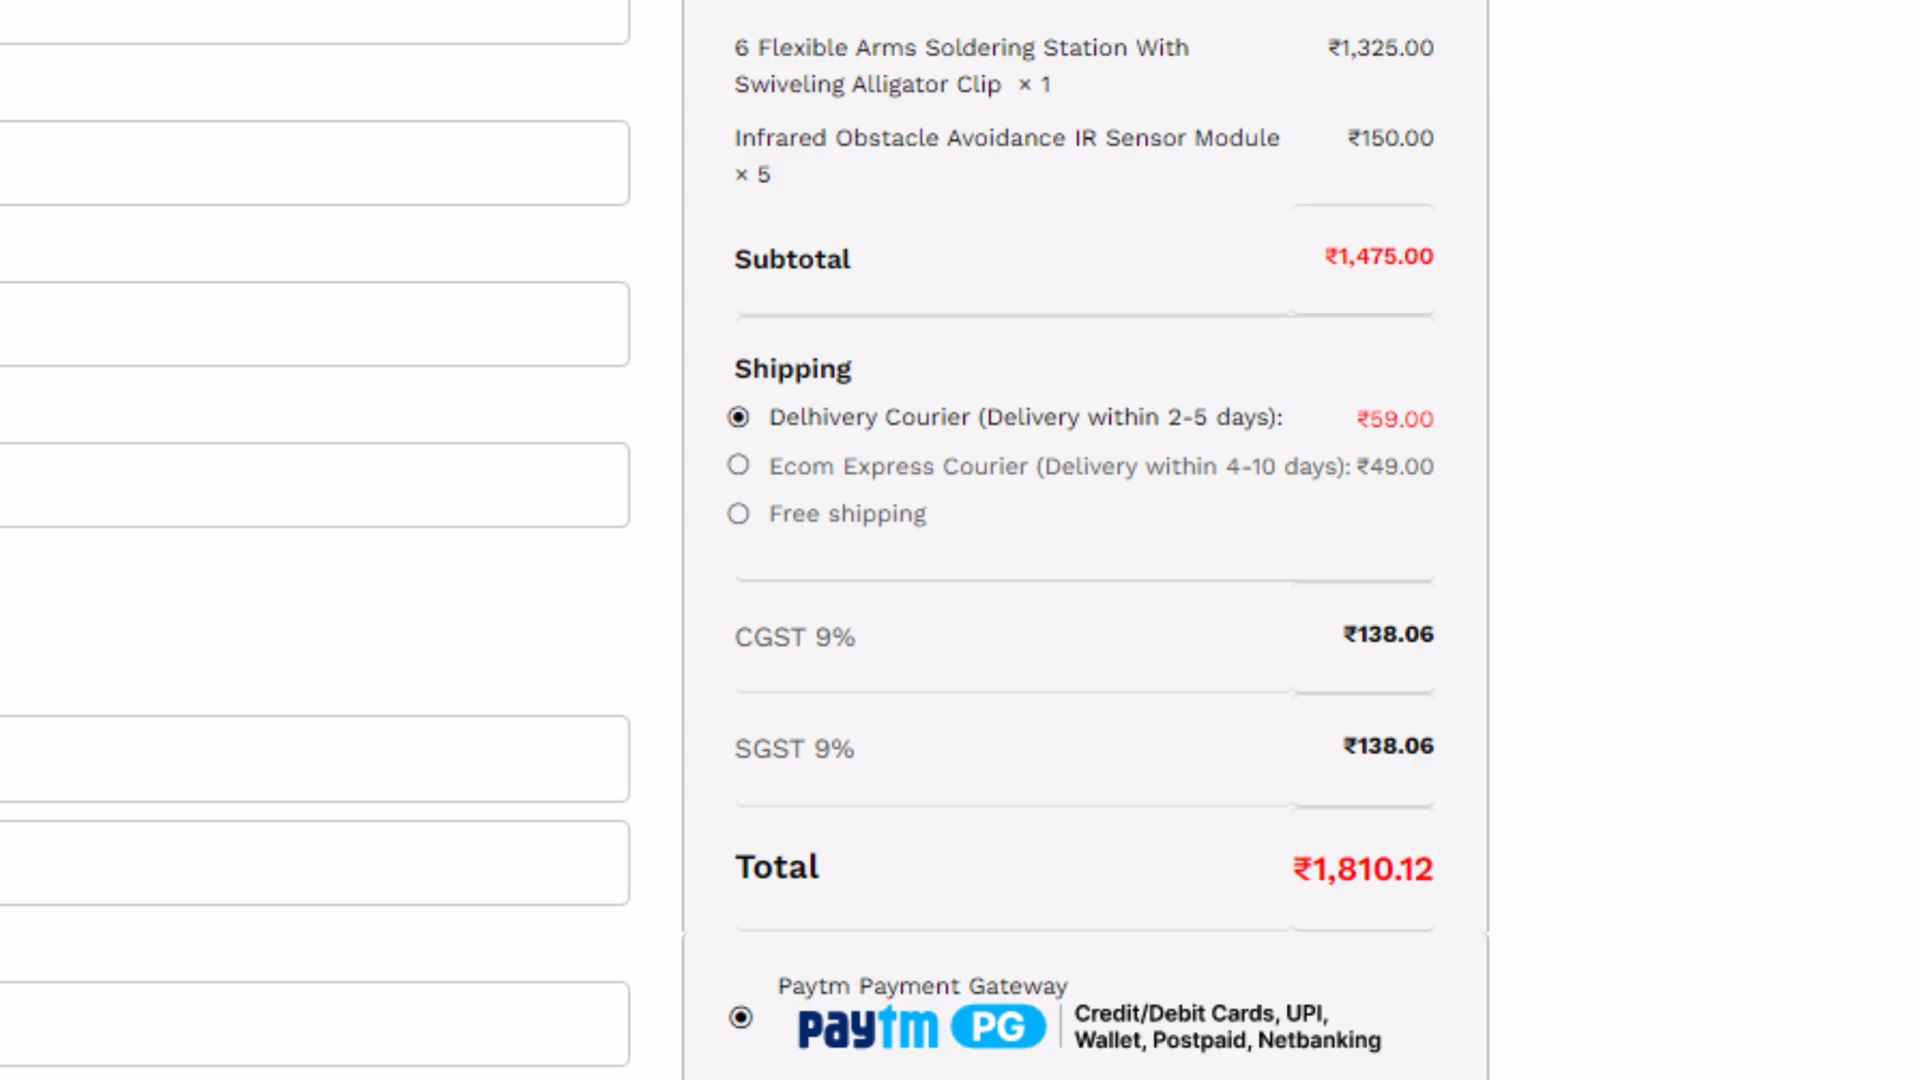 6 Flexible Arms Soldering Station With ₹1,325.00
Swiveling Alligator Clip × 1
Infrared Obstacle Avoidance IR Sensor Module ₹150.00
× 5
Subtotal ₹1,475.00
Shipping
Delhivery Courier (Delivery within 2-5 days): ₹59.00
Ecom Express Courier (Delivery within 4-10 days): ₹49.00
Free shipping
CGST 9% ₹138.06
SGST 9% ₹138.06
Total ₹1,810.12
Paytm Payment Gateway
paytm PG Credit/Debit Cards, UPI,
Wallet, Postpaid, Netbanking